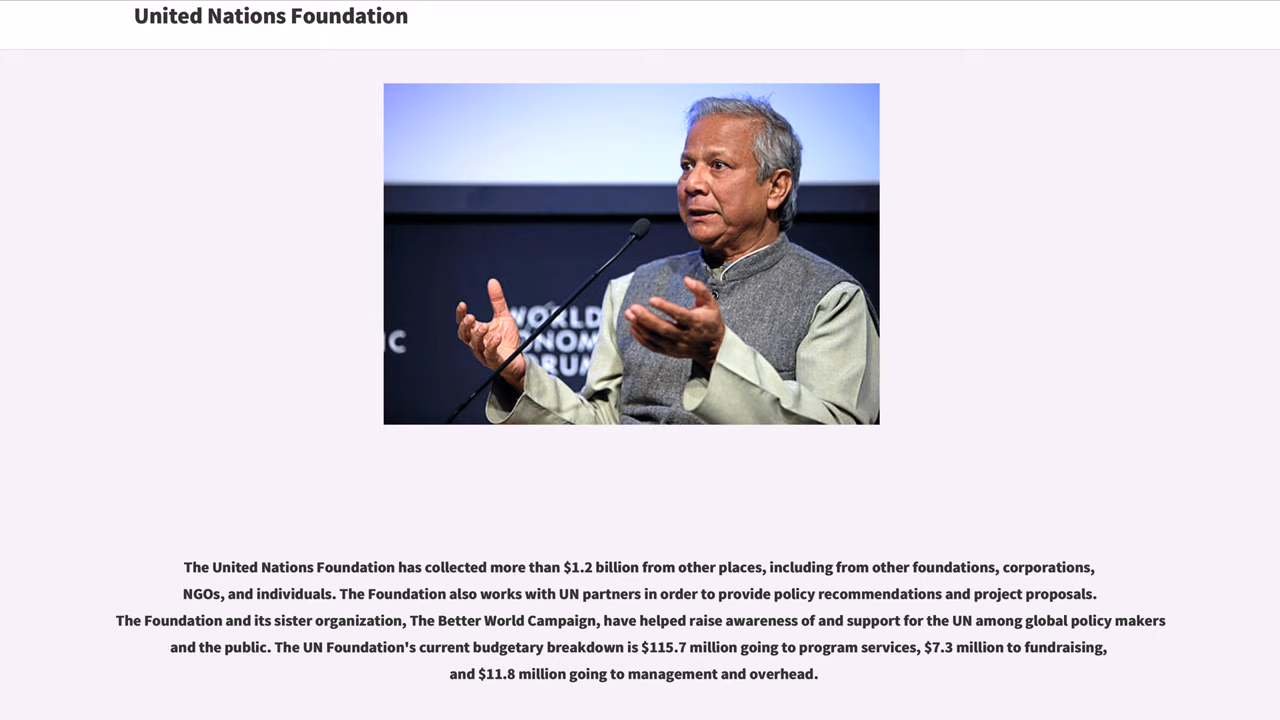 United Nations Foundation
IC
WORLD
ECONOM
FORUM
The United Nations Foundation has collected more than $1.2 billion from other places, including from other foundations, corporations,
NGOs, and individuals. The Foundation also works with UN partners in order to provide policy recommendations and project proposals.
The Foundation and its sister organization, The Better World Campaign, have helped raise awareness of and support for the UN among global policy makers
and the public. The UN Foundation's current budgetary breakdown is $115.7 million going to program services, $7.3 million to fundraising,
and $11.8 million going to management and overhead.